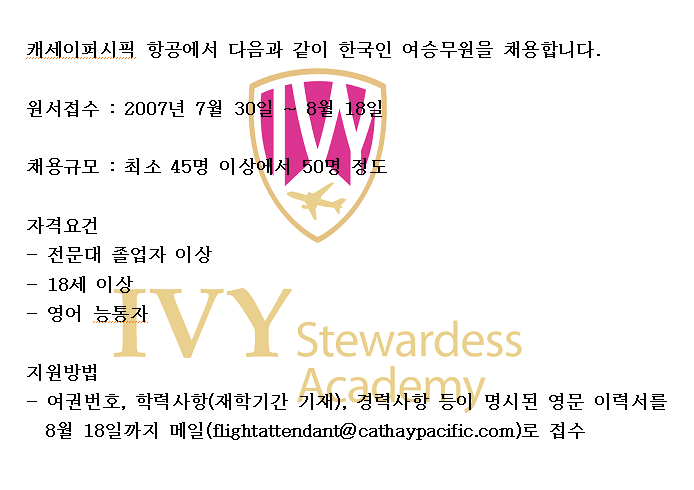 캐세이퍼시픽 항공에서 다음과 같이 한국인 여승무원을 채용합니다.
원서접수 : 2007년 7월 30일 ~ 8월 18일
채용규모 : 최소 45명 이상에서 50명 정도
자격요건
- 전문대 졸업자 이상
- 18세 이상
- 영어 능통자
지원방법
- 여권번호, 학력사항(재학기간 기재), 경력사항 등이 명시된 영문 이력서를
8월 18일까지 메일(flightattendant@cathaypacific.com)로 접수
IVY
IVY Stewardess
Academy